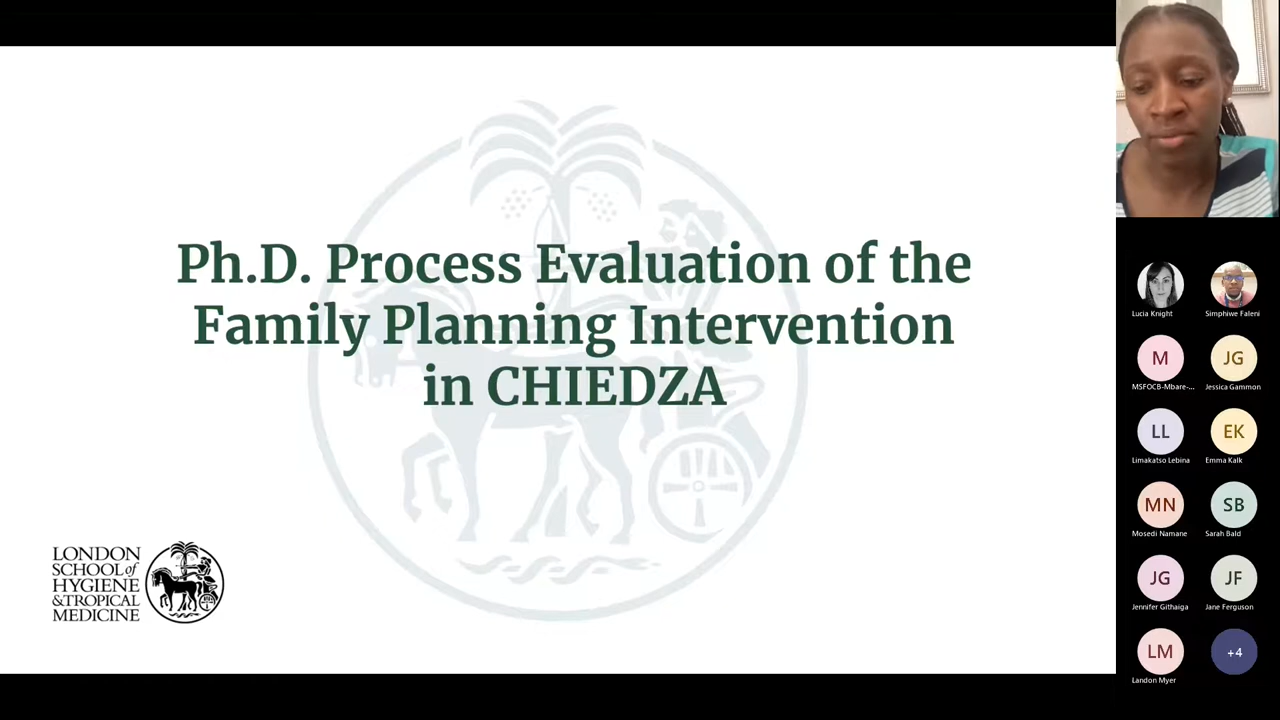 Ph.D. Process Evaluation of the
Family Planning Intervention
in CHIEDZA
LONDON
SCHOOL of
HYGIENE
& TROPICAL
MEDICINE
Lucia Knight
Simphiwe Faleni
M
MSFOCB-Mbare-...
JG
Jessica Gammon
LL
Limakatso Lebina
EK
Emma Kalk
MN
Mosedi Namane
SB
Sarah Bald
JG
Jennifer Githaiga
JF
Jane Ferguson
LM
Landon Myer
+4